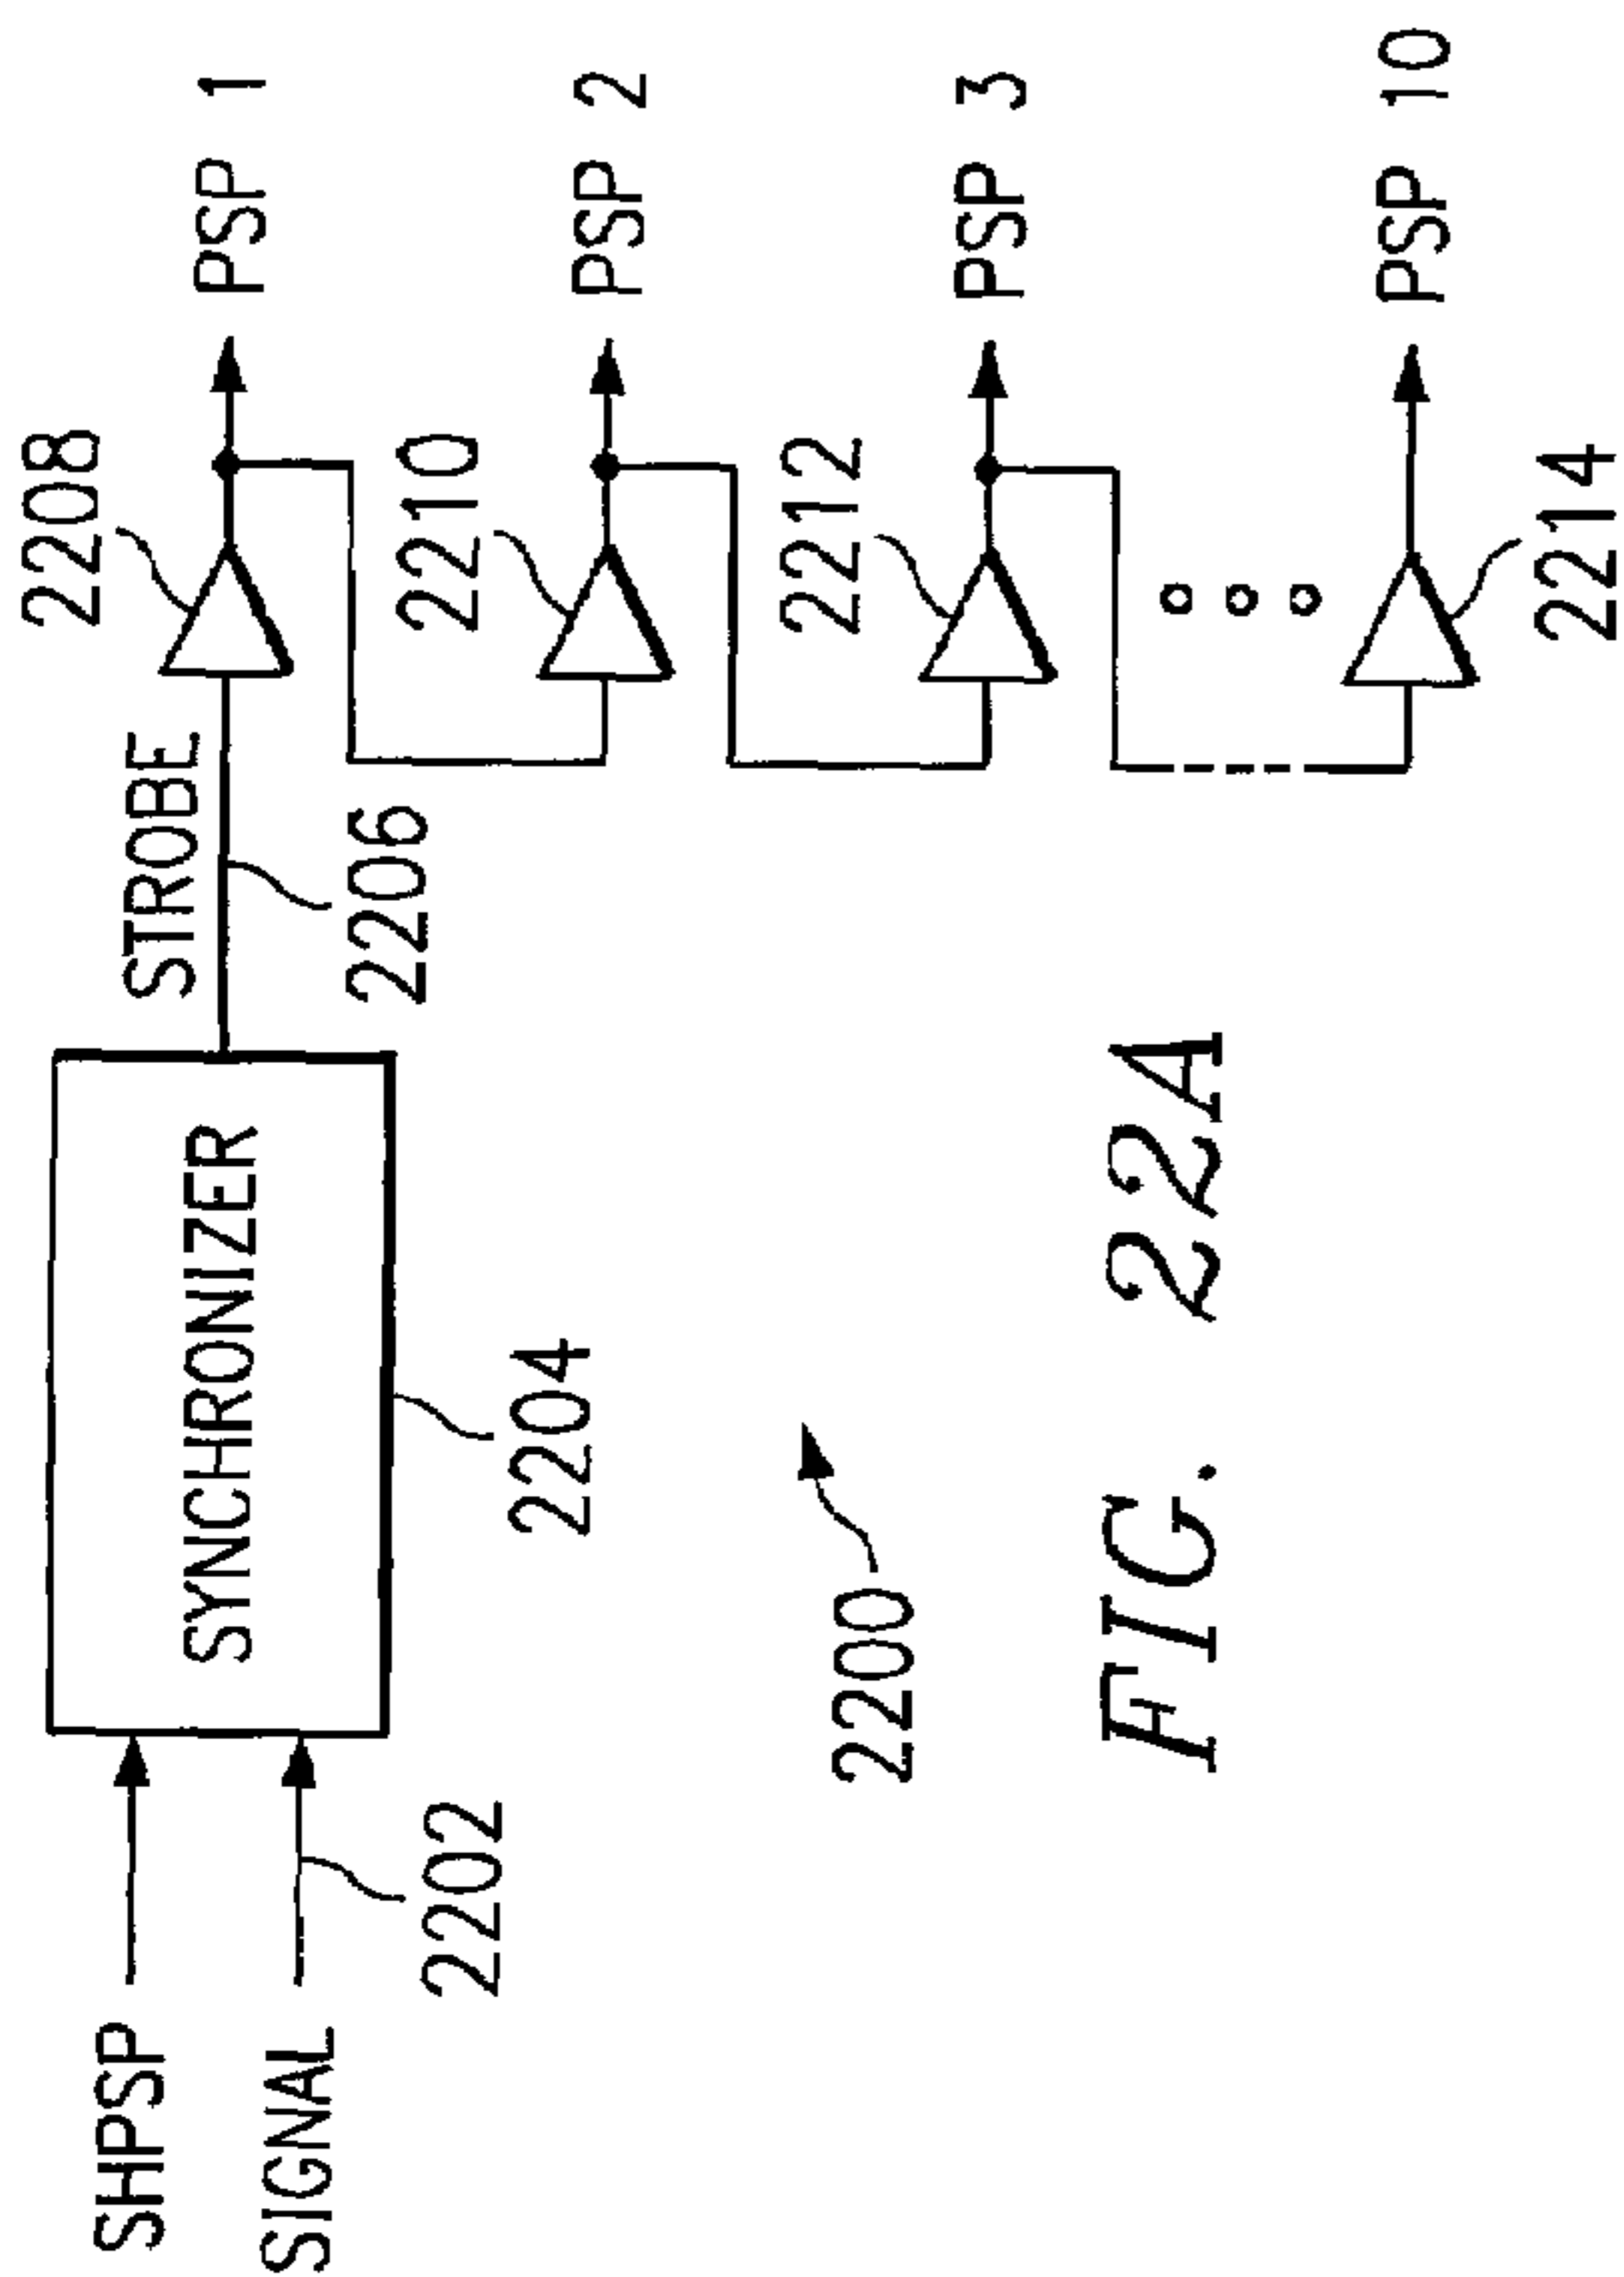 SHPSP
SIGNAL
2202
SYNCHRONIZER
2204
STROBE
2206
2208
PSP 1
2210
PSP 2
2212
PSP 3
2214
PSP 10
2200
FIG. 22A